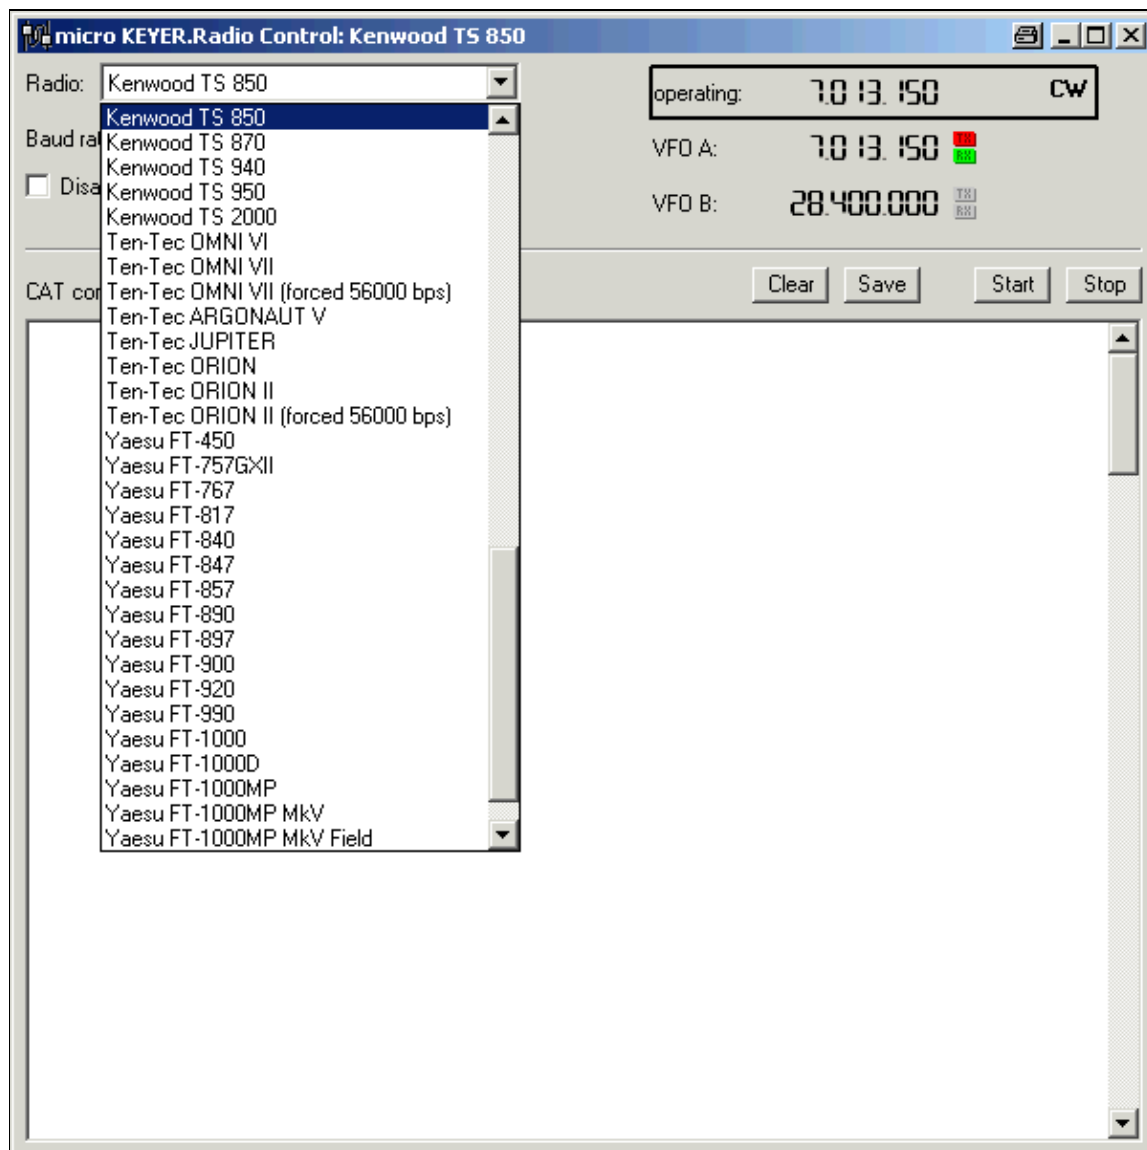 micro KEYER.Radio Control: Kenwood TS 850
Radio: Kenwood TS 850
operating: 7.013.150 CW
Baud ra
VFO A: 7.013.150 TX RX
Disa
VFO B: 28.400.000 TX RX
CAT cor
Clear Save Start Stop
Kenwood TS 850
Kenwood TS 870
Kenwood TS 940
Kenwood TS 950
Kenwood TS 2000
Ten-Tec OMNI VI
Ten-Tec OMNI VII
Ten-Tec OMNI VII (forced 56000 bps)
Ten-Tec ARGONAUT V
Ten-Tec JUPITER
Ten-Tec ORION
Ten-Tec ORION II
Ten-Tec ORION II (forced 56000 bps)
Yaesu FT-450
Yaesu FT-757GXII
Yaesu FT-767
Yaesu FT-817
Yaesu FT-840
Yaesu FT-847
Yaesu FT-857
Yaesu FT-890
Yaesu FT-897
Yaesu FT-900
Yaesu FT-920
Yaesu FT-990
Yaesu FT-1000
Yaesu FT-1000D
Yaesu FT-1000MP
Yaesu FT-1000MP MkV
Yaesu FT-1000MP MkV Field